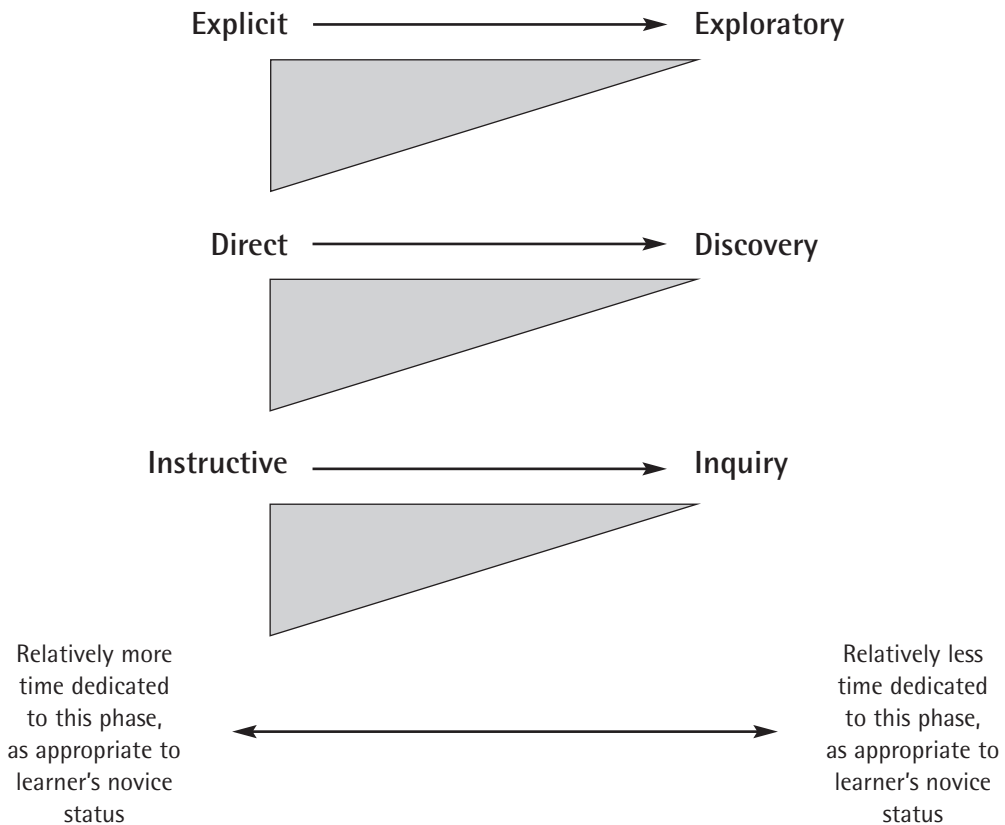 Explicit Exploratory
Direct Discovery
Instructive Inquiry
Relatively more
time dedicated
to this phase,
as appropriate to
learner's novice
status
Relatively less
time dedicated
to this phase,
as appropriate to
learner's novice
status